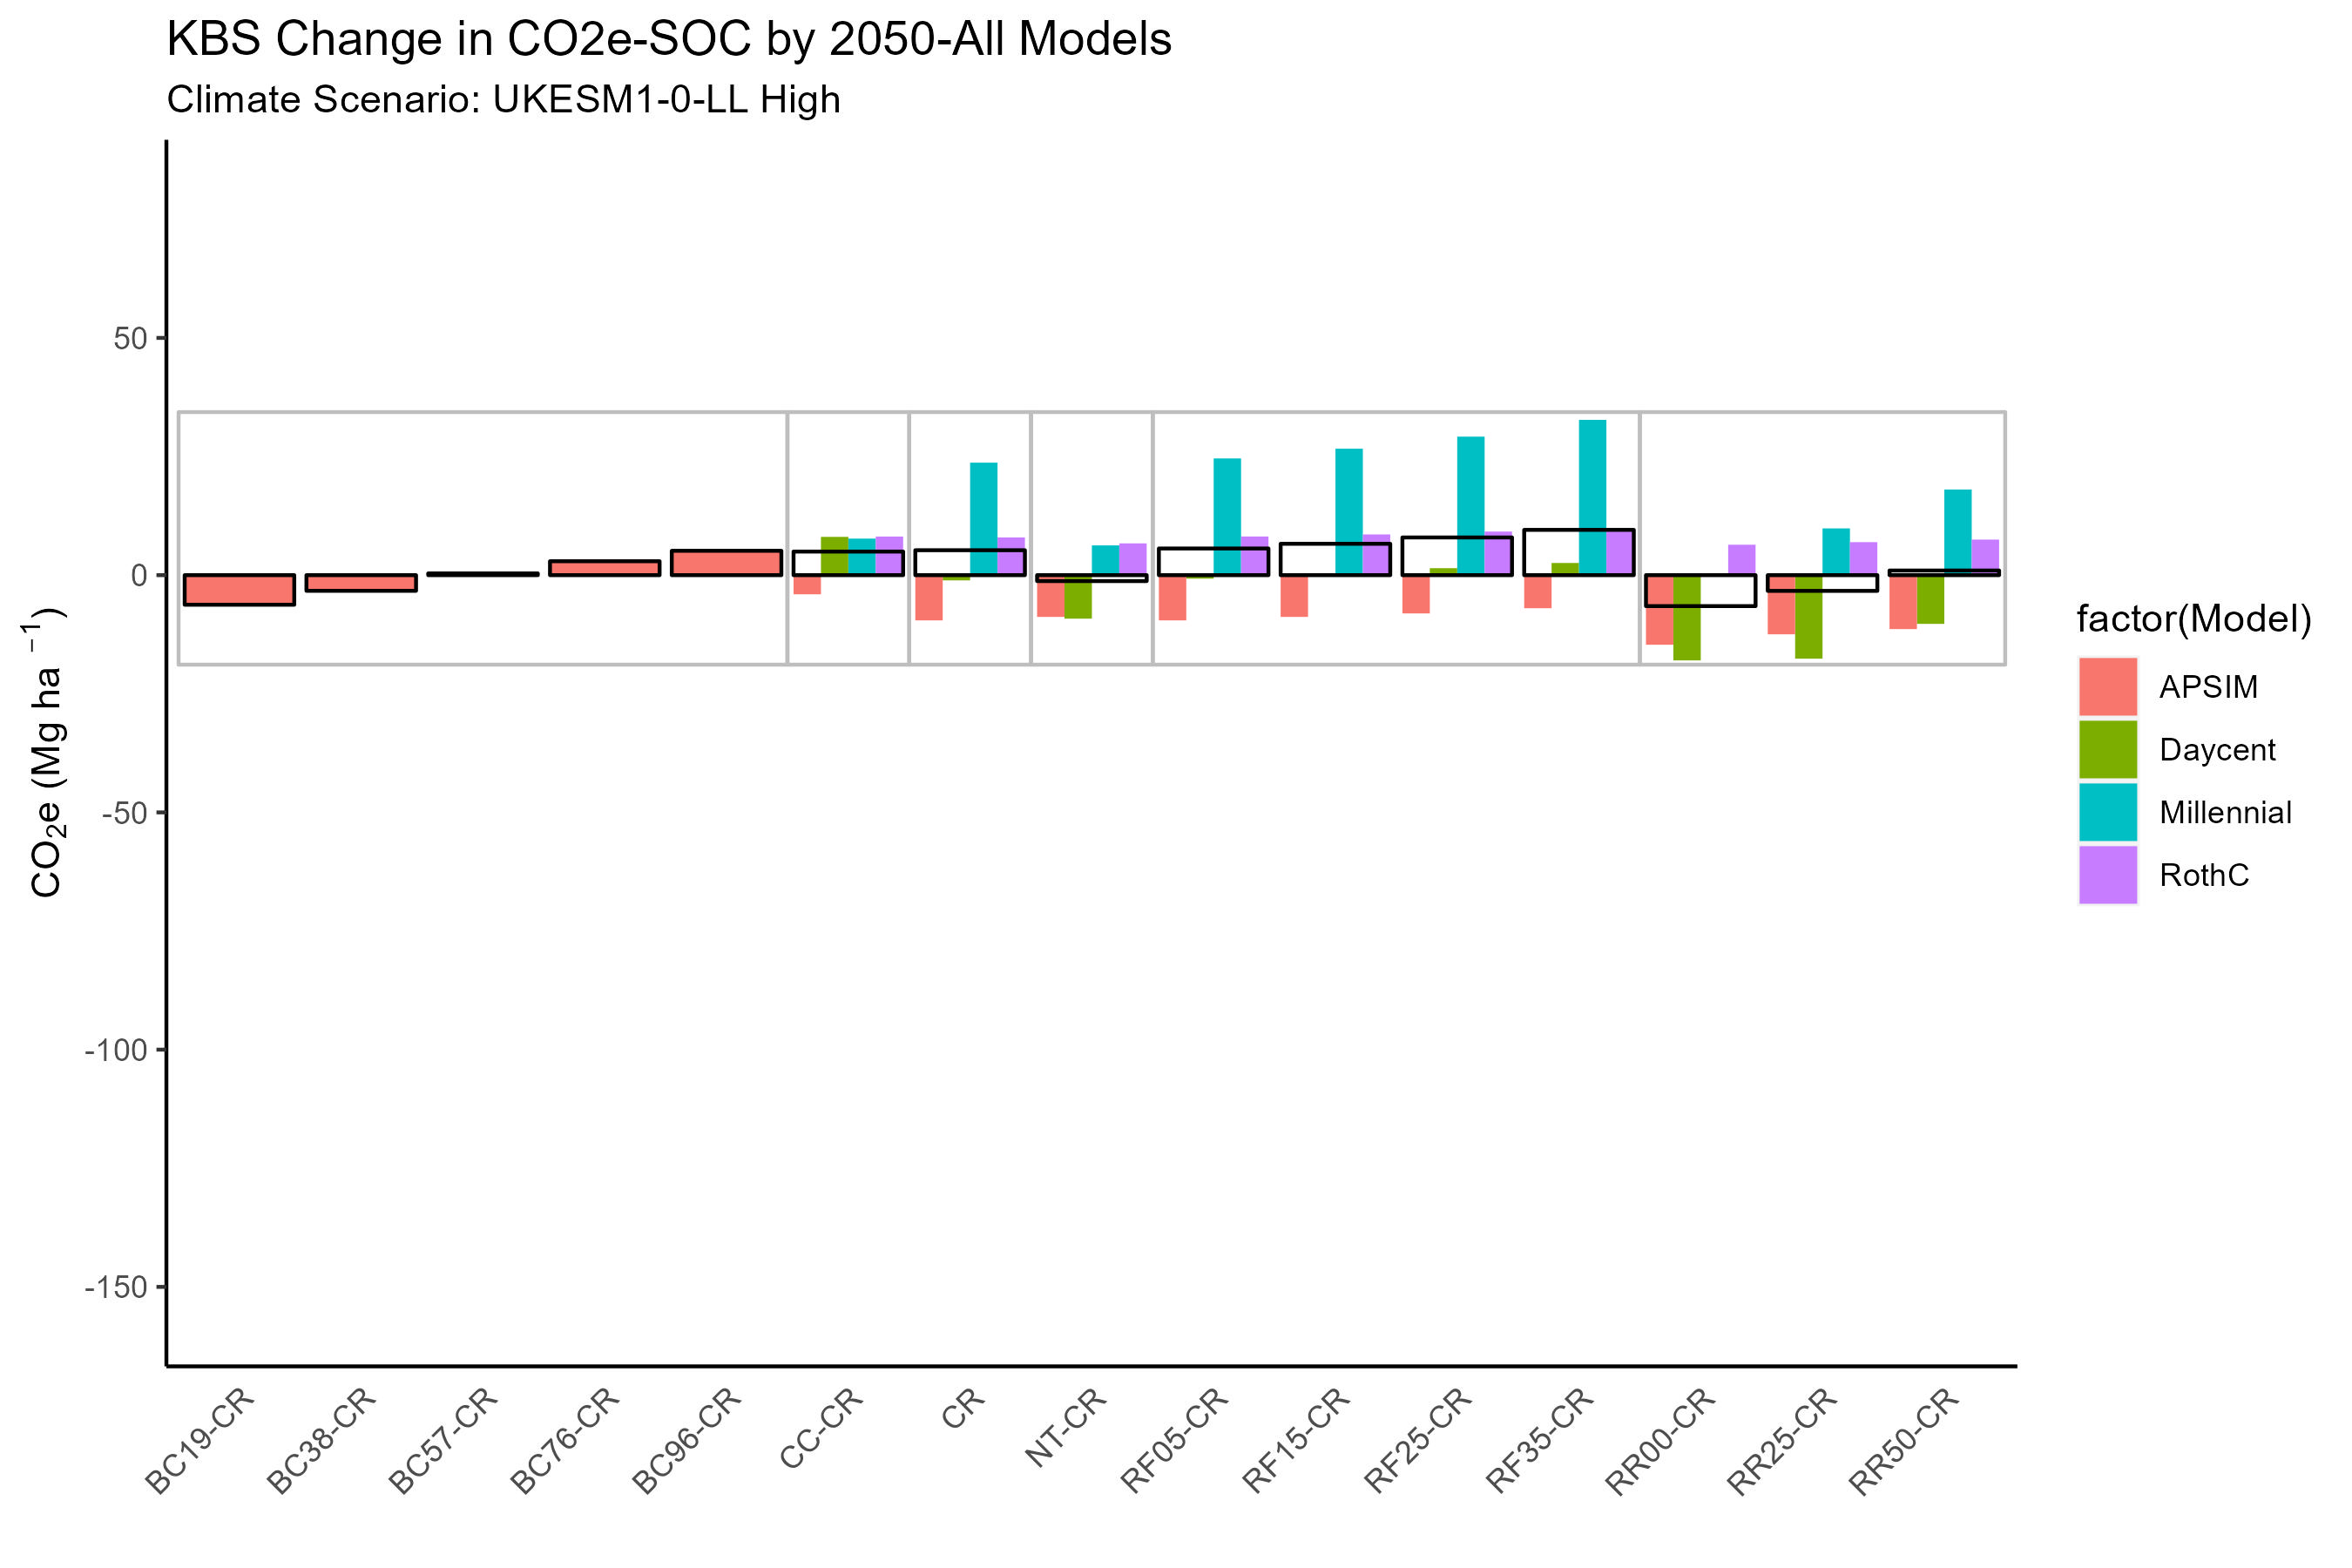 KBS Change in CO2e-SOC by 2050-All Models
Climate Scenario: UKESM1-0-LL High
CO₂e (Mg ha ⁻¹)
50
0
-50
-100
-150
BC19-CR
BC38-CR
BC57-CR
BC76-CR
BC96-CR
CC-CR
CR
NT-CR
RF05-CR
RF15-CR
RF25-CR
RF35-CR
RR00-CR
RR25-CR
RR50-CR
factor(Model)
APSIM
Daycent
Millennial
RothC